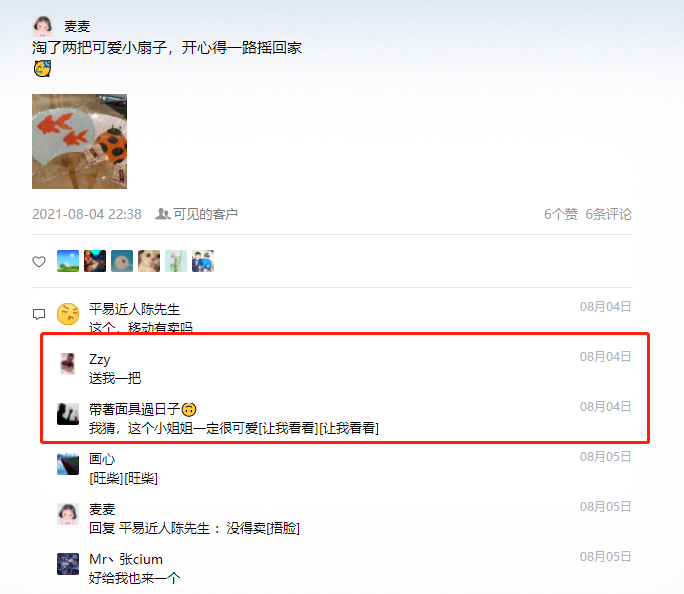 麦麦
淘了两把可爱小扇子，开心得一路摇回家
2021-08-04 22:38 可见的客户 6个赞 6条评论
平易近人陈先生 08月04日
这个，移动有卖吗
Zzy 08月04日
送我一把
帶著面具過日子🙃 08月04日
我猜，这个小姐姐一定很可爱[让我看看][让我看看]
画心 08月05日
[旺柴][旺柴]
麦麦 08月05日
回复 平易近人陈先生 ：没得卖[捂脸]
Mr丶张cium 08月05日
好给我也来一个